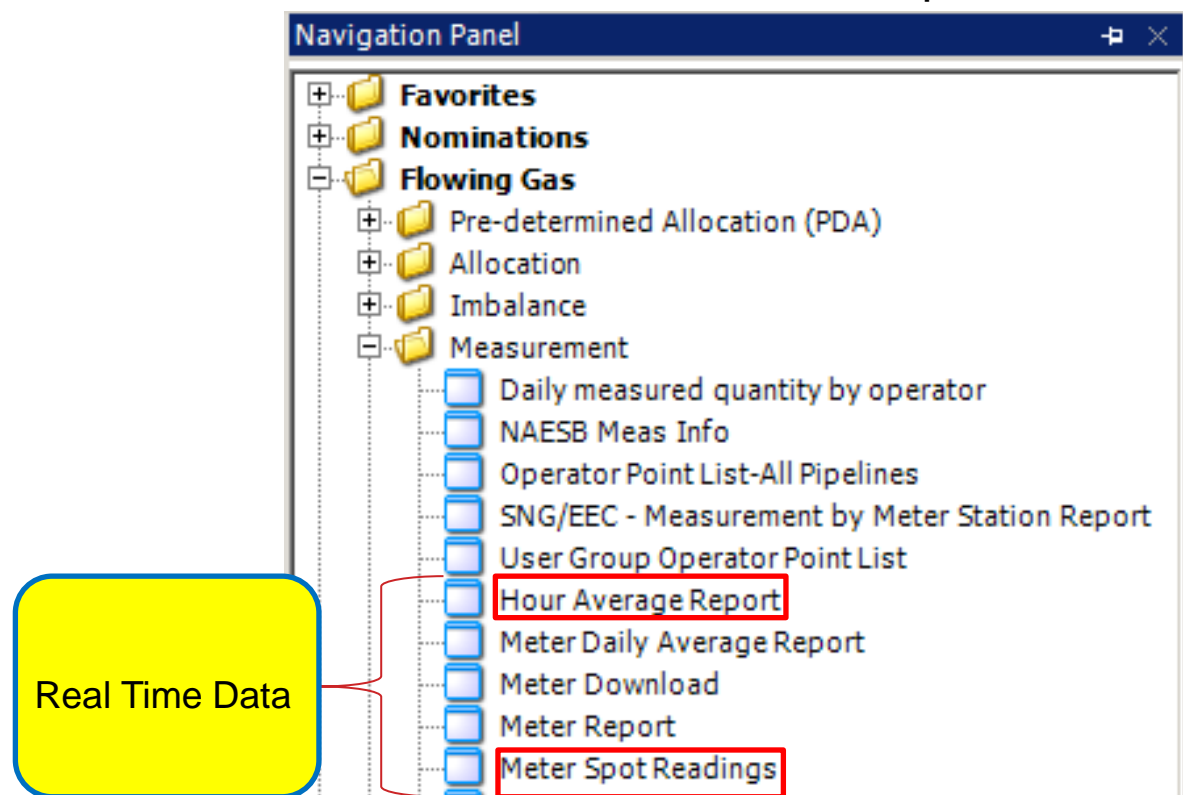 Navigation Panel
Favorites
Nominations
Flowing Gas
Pre-determined Allocation (PDA)
Allocation
Imbalance
Measurement
Daily measured quantity by operator
NAESB Meas Info
Operator Point List-All Pipelines
SNG/EEC - Measurement by Meter Station Report
User Group Operator Point List
Hour Average Report
Meter Daily Average Report
Meter Download
Real Time Data
Meter Report
Meter Spot Readings